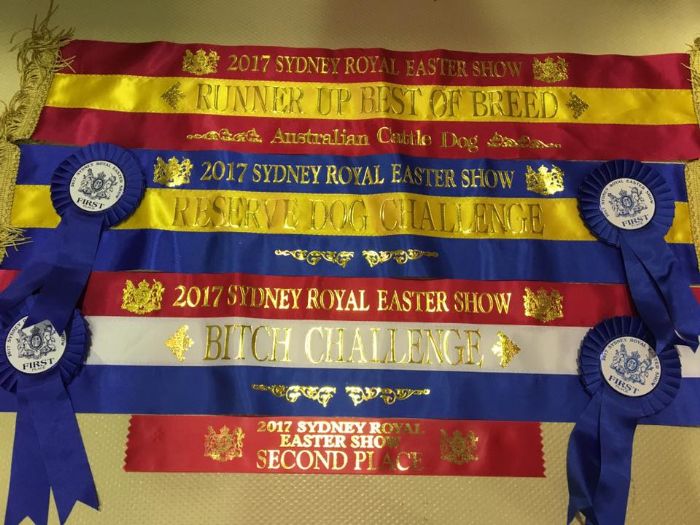 2017 SYDNEY ROYAL EASTER SHOW
RUNNER UP BEST OF BREED
Australian Cattle Dog
2017 SYDNEY ROYAL EASTER SHOW
RESERVE DOG CHALLENGE
FIRST
FIRST
2017 SYDNEY ROYAL EASTER SHOW
BITCH CHALLENGE
FIRST
FIRST
2017 SYDNEY ROYAL
EASTER SHOW
SECOND PLACE